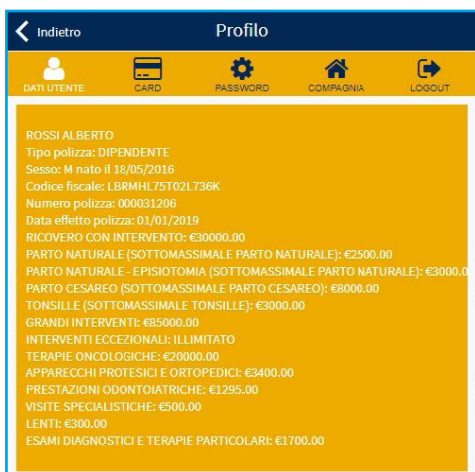 Indietro
Profilo
DATI UTENTE
CARD
PASSWORD
COMPAGNIA
LOGOUT
ROSSI ALBERTO
Tipo polizza: DIPENDENTE
Sesso: M nato il 18/05/2016
Codice fiscale: LBRMHL75T02L736K
Numero polizza: 000031206
Data effetto polizza: 01/01/2019
RICOVERO CON INTERVENTO: €30000.00
PARTO NATURALE (SOTTOMASSIMALE PARTO NATURALE): €2500.00
PARTO NATURALE - EPISIOTOMIA (SOTTOMASSIMALE PARTO NATURALE): €3000.0
PARTO CESAREO (SOTTOMASSIMALE PARTO CESAREO): €8000.00
TONSILLE (SOTTOMASSIMALE TONSILLE): €3000.00
GRANDI INTERVENTI: €85000.00
INTERVENTI ECCEZIONALI: ILLIMITATO
TERAPIE ONCOLOGICHE: €20000.00
APPARECCHI PROTESICI E ORTOPEDICI: €3400.00
PRESTAZIONI ODONTOIATRICHE: €1295.00
VISITE SPECIALISTICHE: €500.00
LENTI: €300.00
ESAMI DIAGNOSTICI E TERAPIE PARTICOLARI: €1700.00